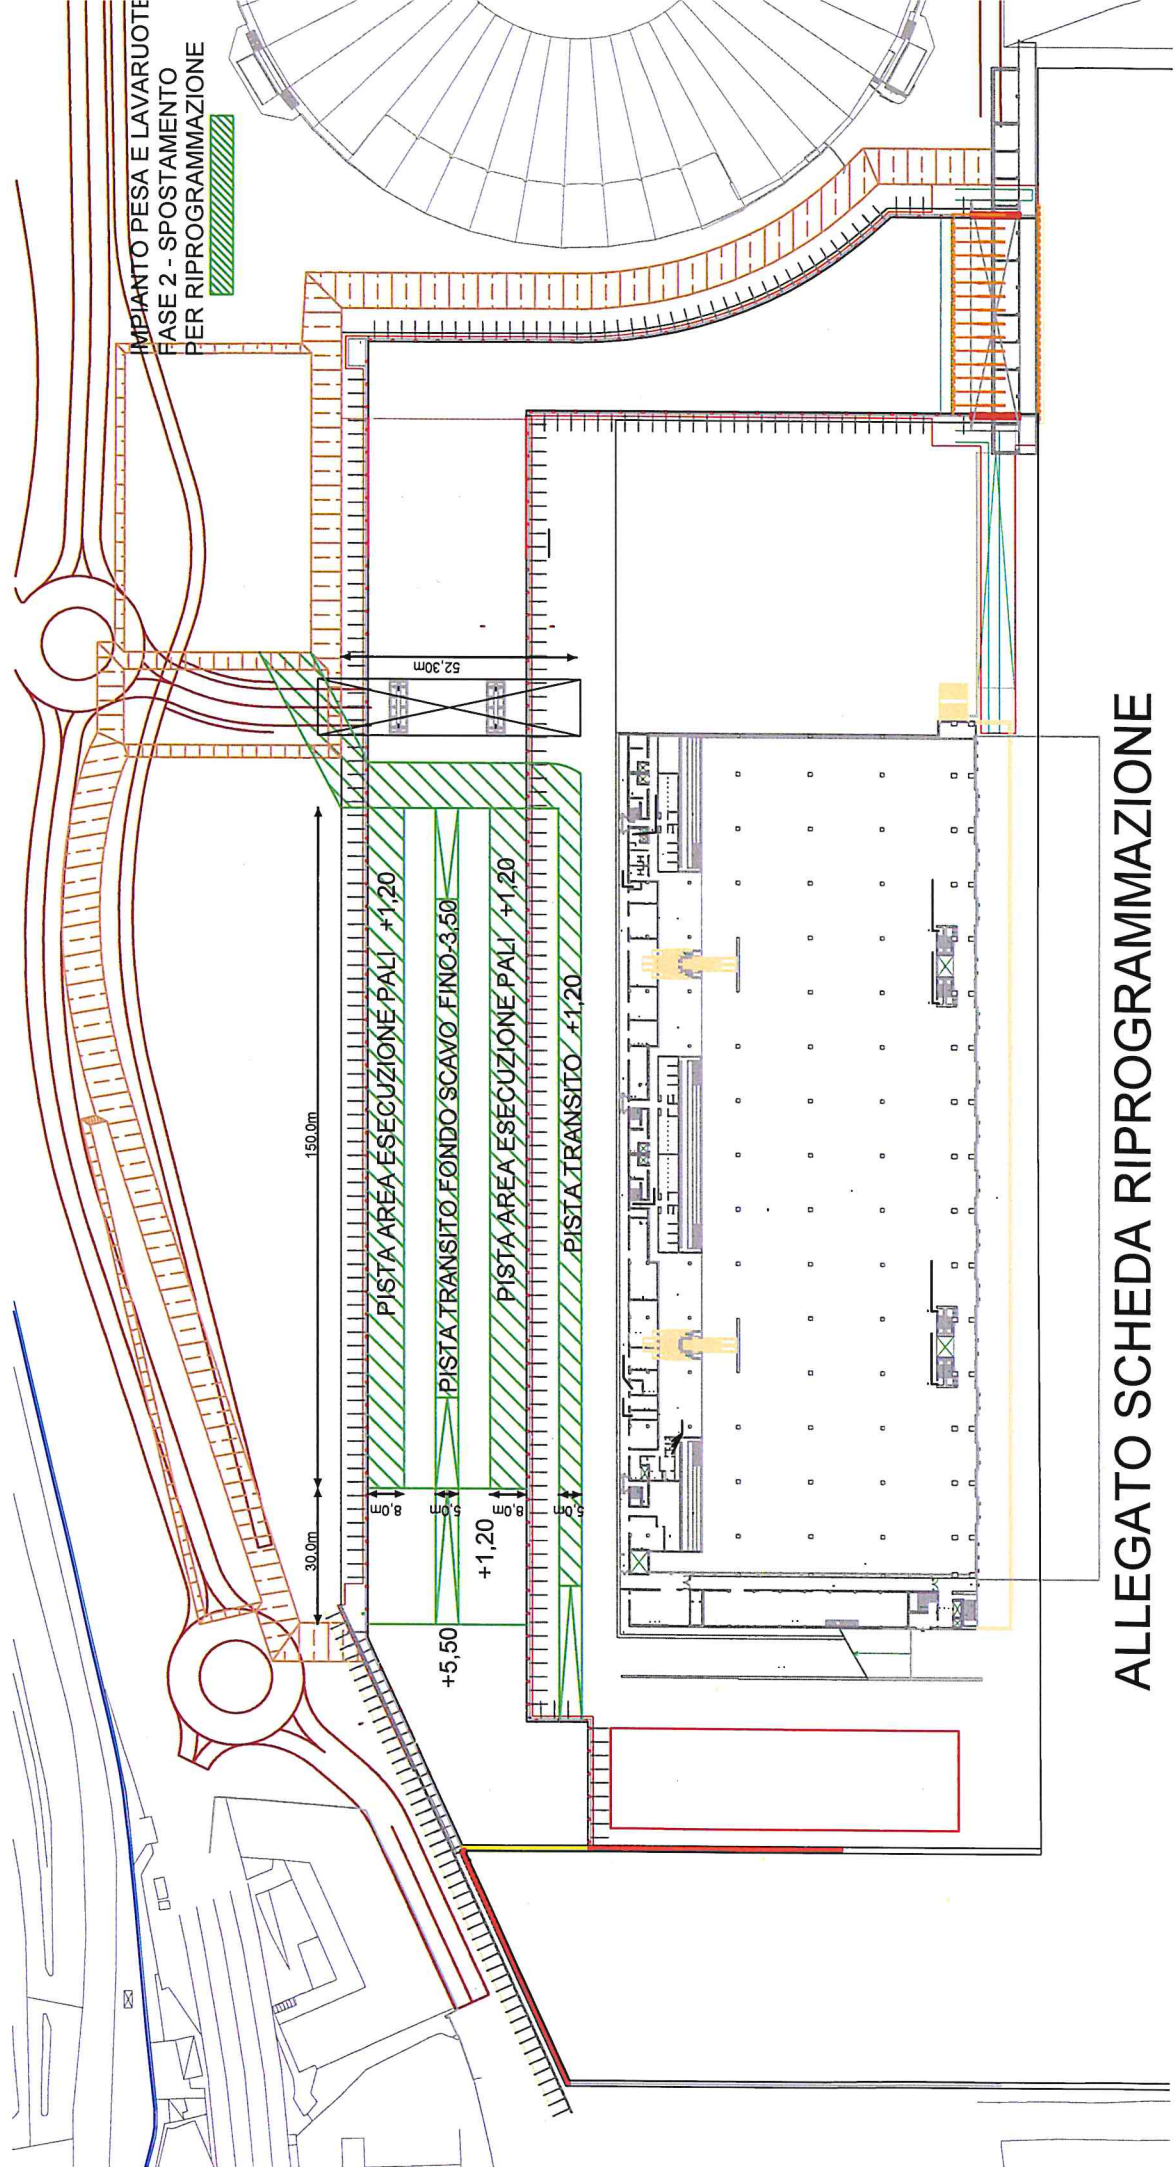 IMPIANTO PESA E LAVARUOTE
FASE 2 - SPOSTAMENTO
PER RIPROGRAMMAZIONE
52,30m
150.0m
30.0m
PISTA AREA ESECUZIONE PALI +1,20
PISTA TRANSITO FONDO SCAVO FINO-3,50
PISTA AREA ESECUZIONE PALI +1,20
PISTA TRANSITO +1,20
8,0m
5,0m
8,0m
5,0m
+1,20
+5,50
ALLEGATO SCHEDA RIPROGRAMMAZIONE